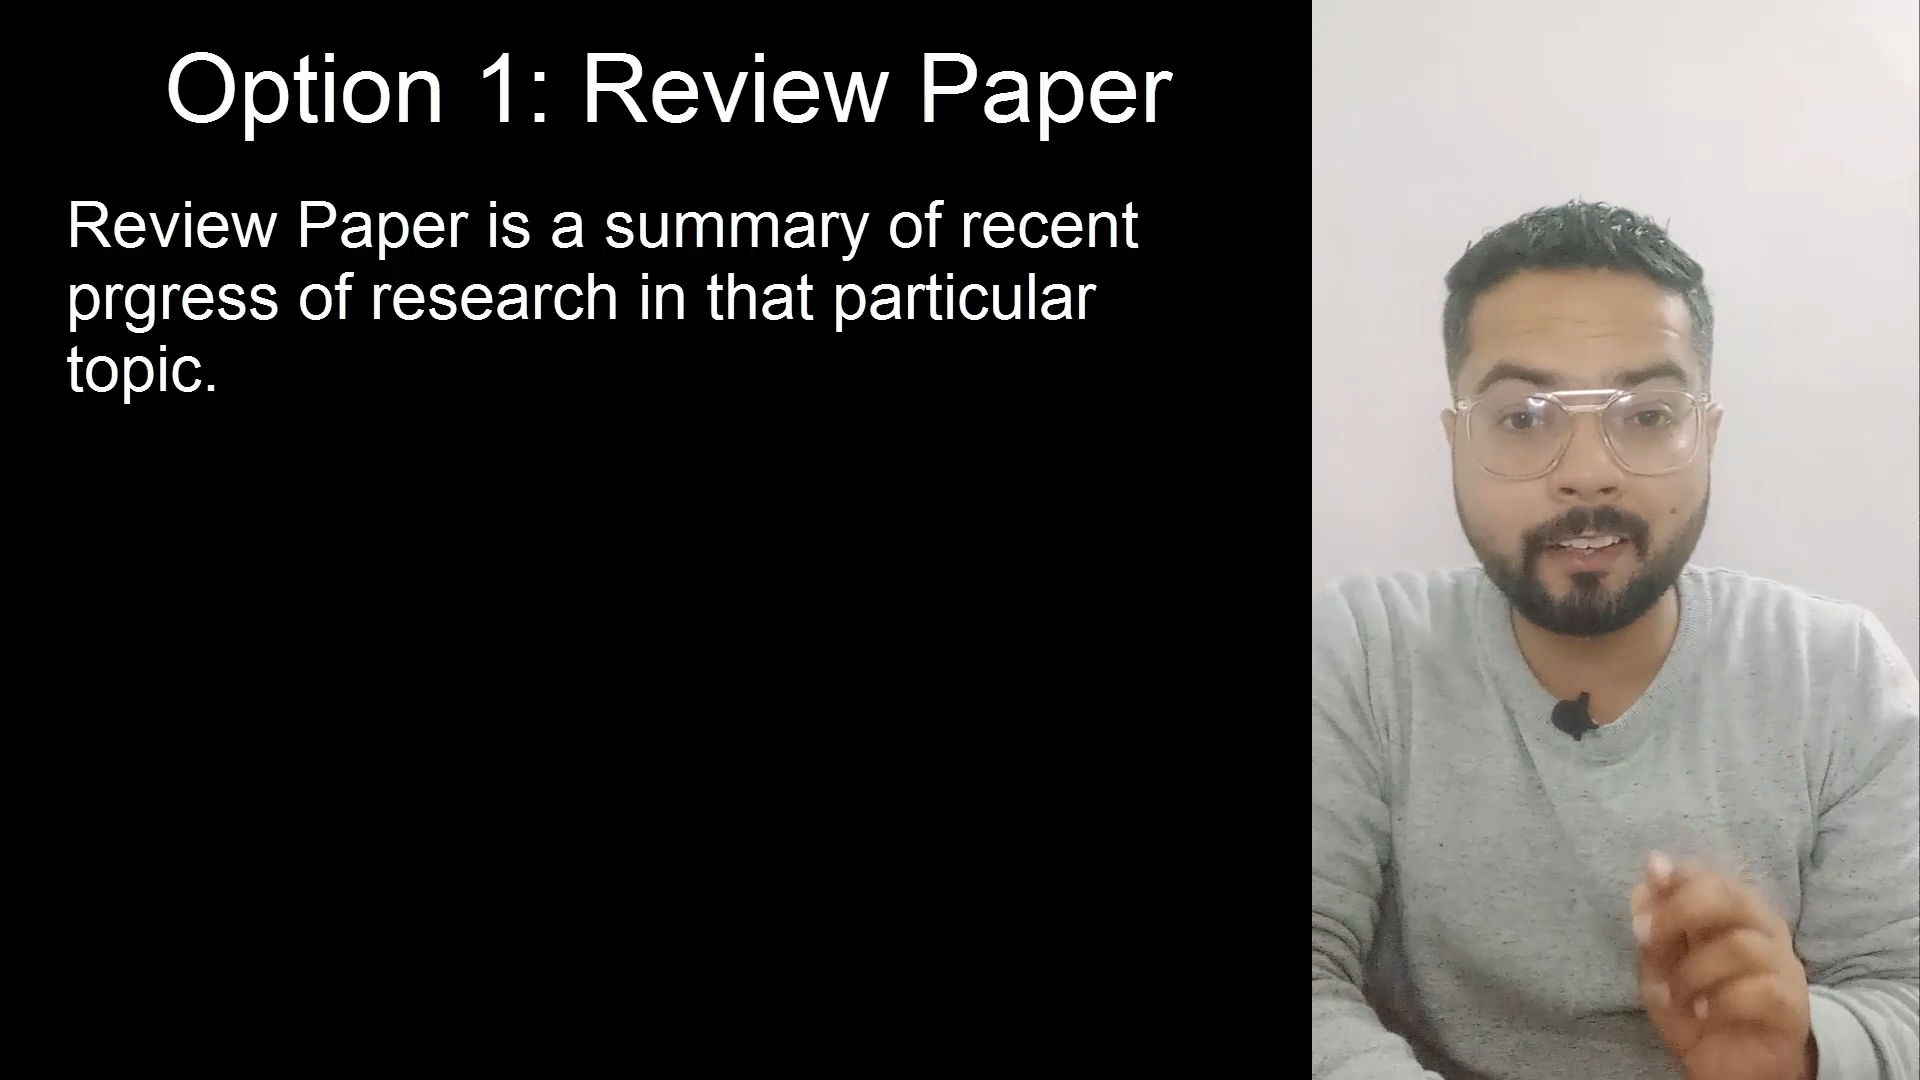 Option 1: Review Paper
Review Paper is a summary of recent
prgress of research in that particular
topic.